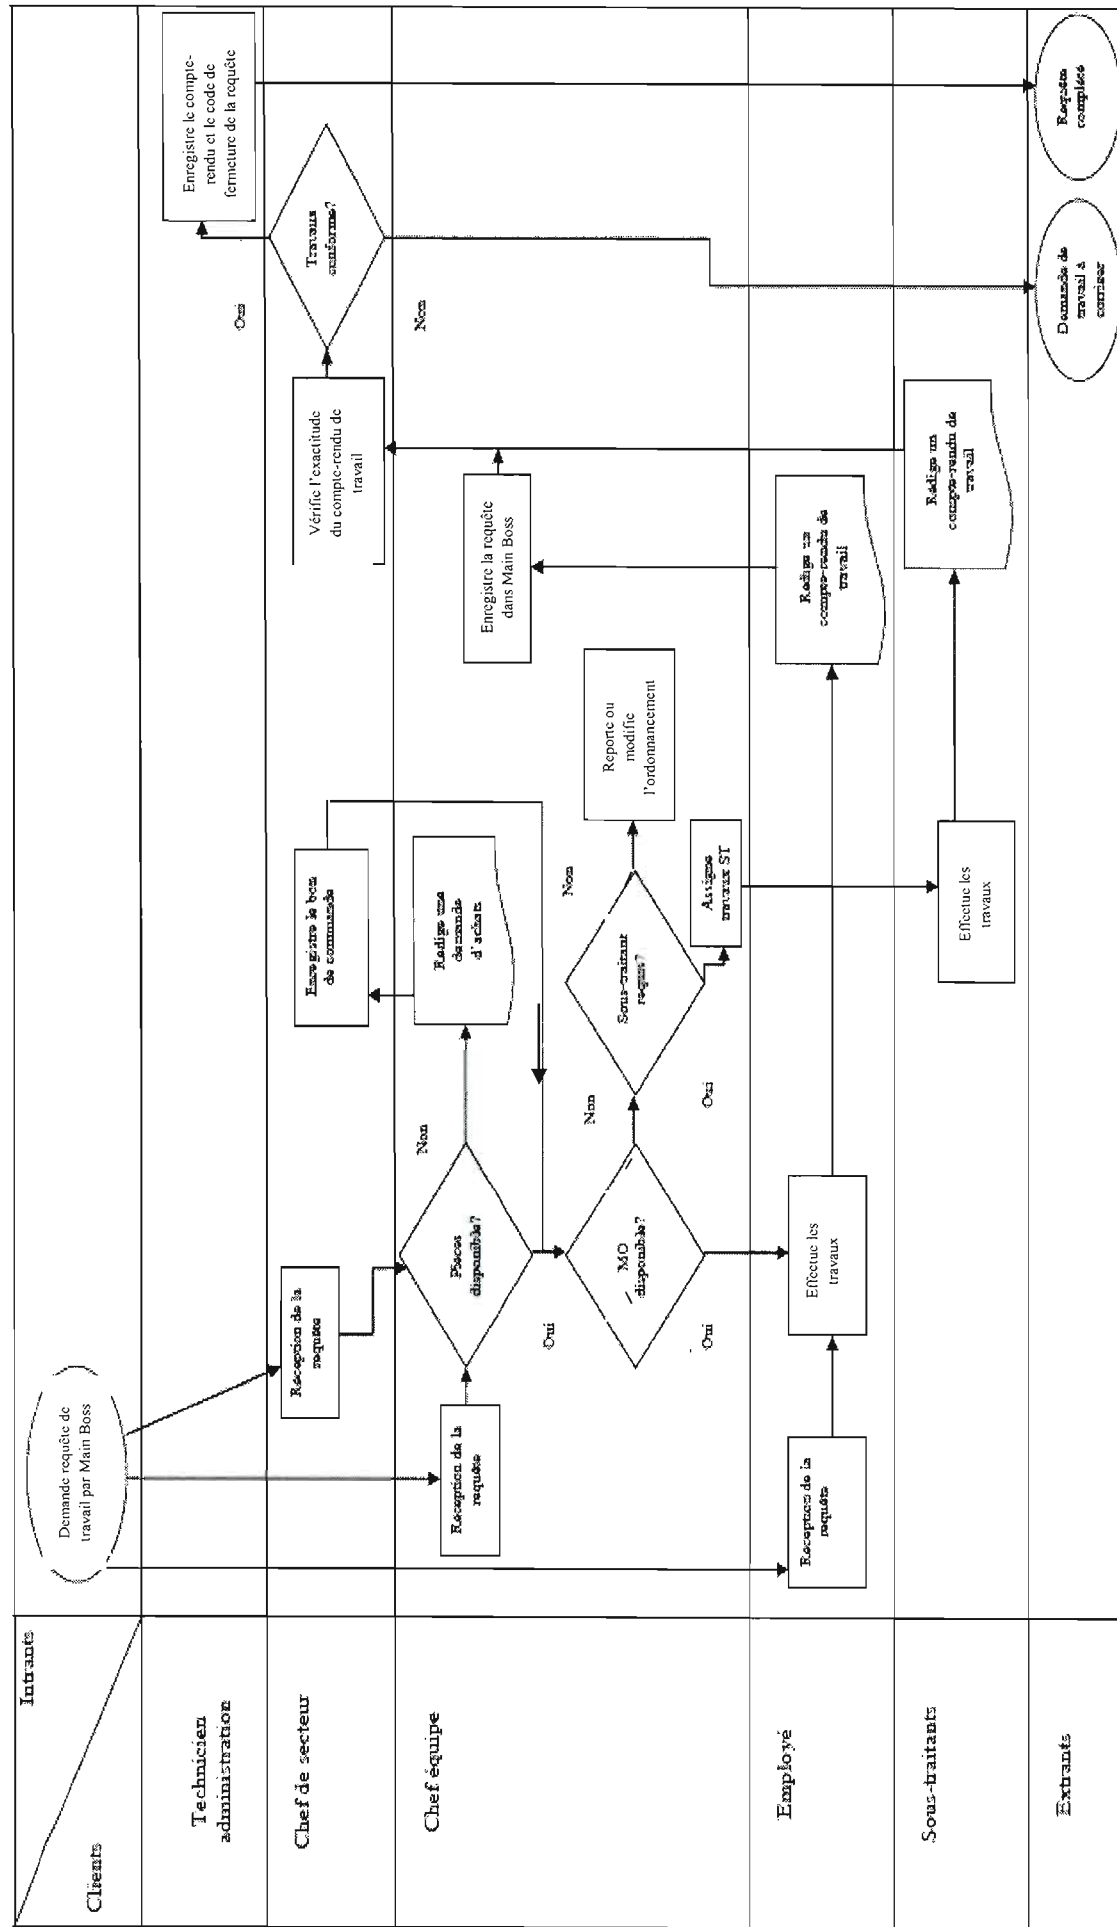 Intrants
Clients
Demande requête de
travail par Main Boss
Technicien
administration
Enregistre le compte-
rendu et le code de
fermeture de la requête
Chef de secteur
Réception de la
requête
Enregistre le bon
de commande
Vérifie l'exactitude
du compte-rendu de
travail
Travaux
conforme?
Oui
Non
Chef équipe
Réception de la
requête
Pièces
disponible?
Non
Oui
Rédige une
demande
d'achats
Enregistre la requête
dans Main Boss
MO
disponible?
Non
Oui
Sous-traitant
requis?
Non
Oui
Reporte ou
modifie
l'ordonnancement
Assigne
travaux ST
Employé
Réception de la
requête
Effectue les
travaux
Rédige un
compte-rendu de
travail
Sous-traitants
Effectue les
travaux
Rédige un
compte-rendu de
travail
Extrants
Demande de
travail à
corriger
Requête
complète